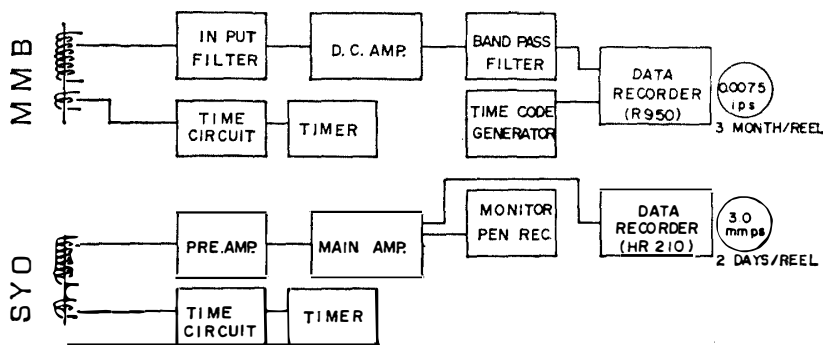 MMB
IN PUT
FILTER
D.C. AMP.
BAND PASS
FILTER
DATA
RECORDER
(R950)
0.0075
ips
3 MONTH/REEL
TIME
CIRCUIT
TIMER
TIME CODE
GENERATOR
SYO
PRE.AMP.
MAIN AMP.
MONITOR
PEN REC.
DATA
RECORDER
(HR 210)
3.0
mmps
2 DAYS/REEL
TIME
CIRCUIT
TIMER